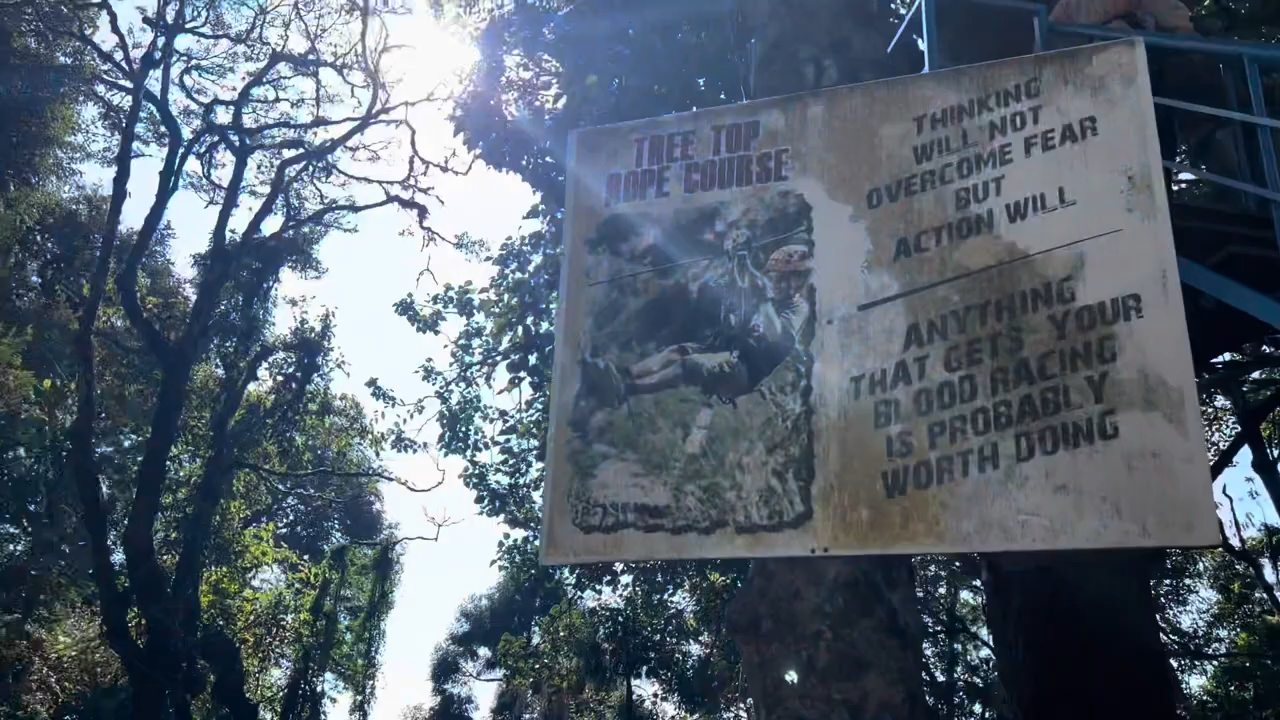 TREE TOP
ROPE COURSE
THINKING
WILL NOT
OVERCOME FEAR
BUT
ACTION WILL
ANYTHING
THAT GETS YOUR
BLOOD RACING
IS PROBABLY
WORTH DOING